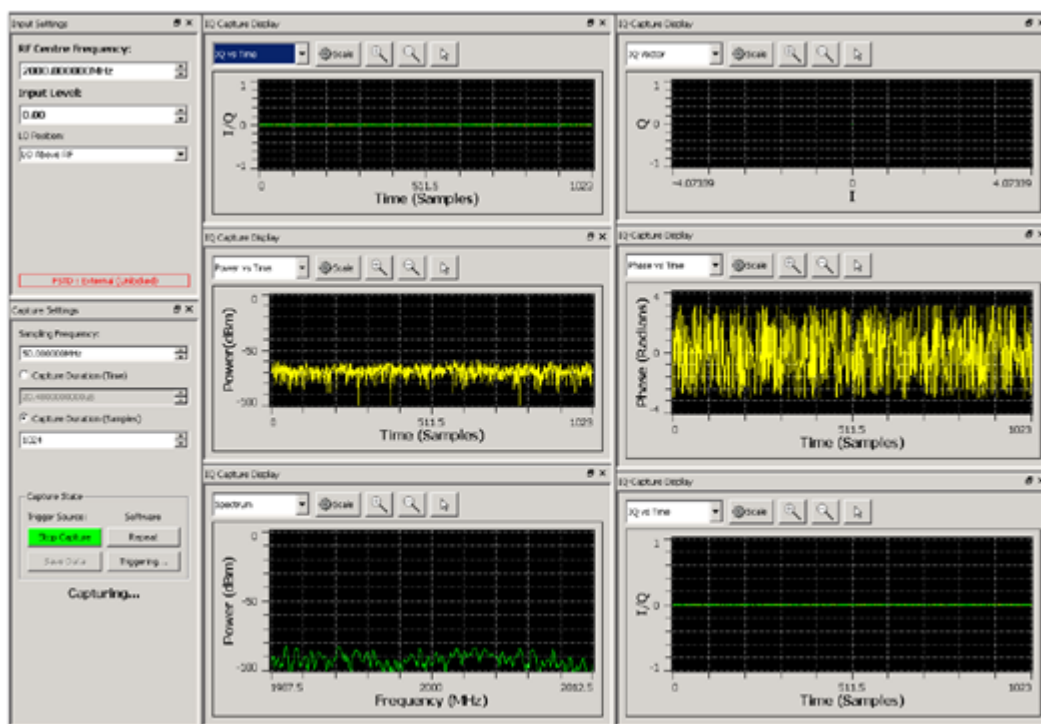 Input Settings
RF Centre Frequency:
2000.000000MHz
Input Level:
0.00
LO Position:
LO Above RF
FSTD : External (Unlocked)
Capture Settings
Sampling Frequency:
50.000000MHz
Capture Duration (Time)
20.4800000000uS
Capture Duration (Samples)
1024
Capture State
Trigger Source:
Software
Stop Capture
Repeat
Save Data
Triggering...
Capturing...
IQ Capture Display
IQ vs Time
Scale
1
I/Q
0
-1
0
511.5
1023
Time (Samples)
IQ Capture Display
IQ Vector
Scale
1
Q
0
-1
-4.07339
0
4.07339
I
IQ Capture Display
Power vs Time
Scale
0
Power(dBm)
-50
-100
0
511.5
1023
Time (Samples)
IQ Capture Display
Phase vs Time
Scale
4
Phase (Radians)
0
-4
0
511.5
1023
Time (Samples)
IQ Capture Display
Spectrum
Scale
0
Power (dBm)
-50
-100
1987.5
2000
2012.5
Frequency (MHz)
IQ Capture Display
IQ vs Time
Scale
1
I/Q
0
-1
0
511.5
1023
Time (Samples)